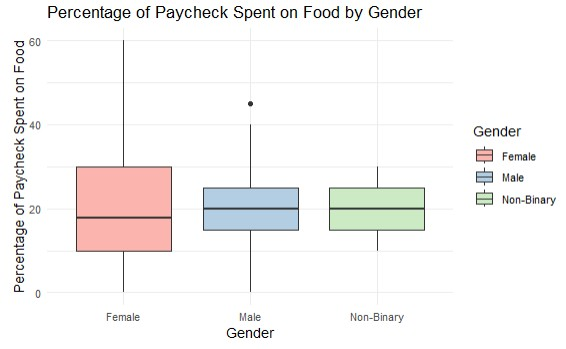 Percentage of Paycheck Spent on Food by Gender
Percentage of Paycheck Spent on Food
60
40
20
0
Female
Male
Non-Binary
Gender
Gender
Female
Male
Non-Binary